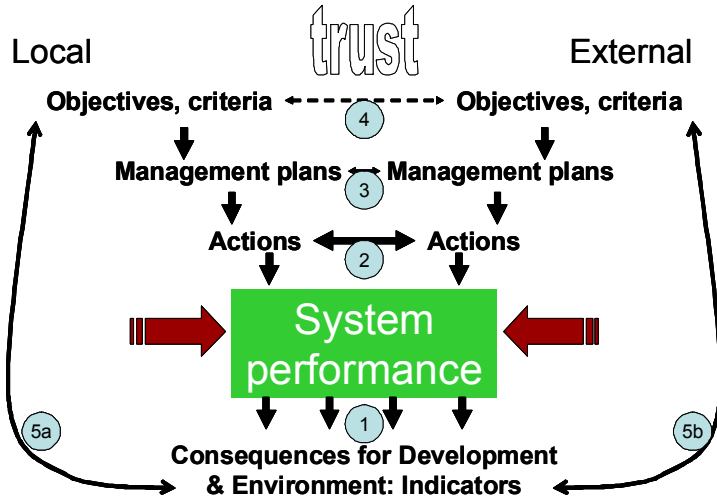 trust
Local
External
Objectives, criteria
Objectives, criteria
4
Management plans
Management plans
3
Actions
Actions
2
System
performance
1
5a
5b
Consequences for Development
& Environment: Indicators